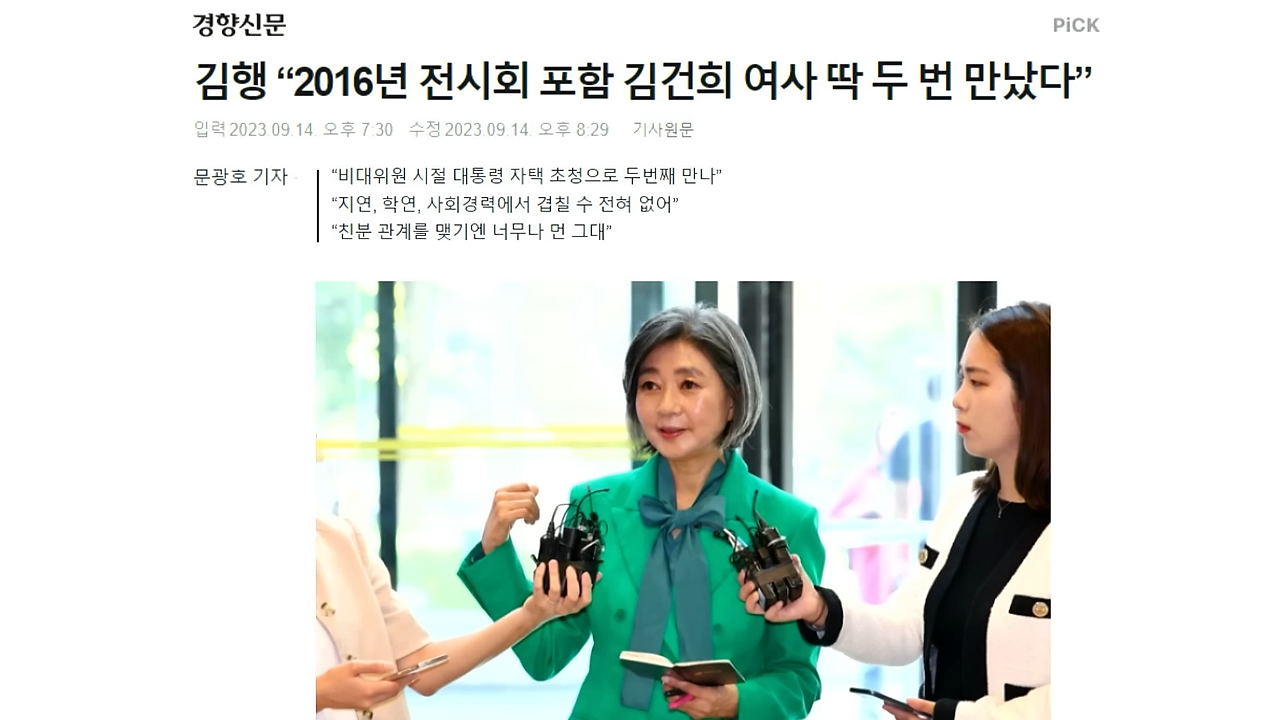 경향신문
PiCK
김행 “2016년 전시회 포함 김건희 여사 딱 두 번 만났다”
입력 2023.09.14. 오후 7:30 수정 2023.09.14. 오후 8:29 기사원문
문광호 기자
“비대위원 시절 대통령 자택 초청으로 두번째 만나”
“지연, 학연, 사회경력에서 겹칠 수 전혀 없어”
“친분 관계를 맺기엔 너무나 먼 그대”